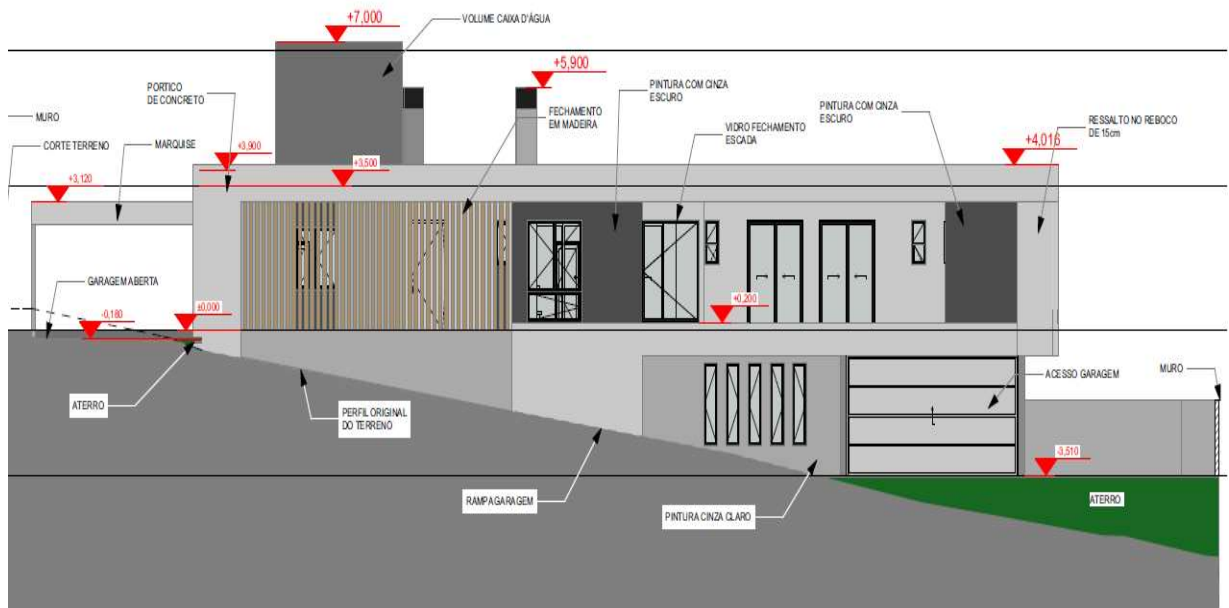 +7,000
VOLUME CAIXA D'ÁGUA
+5,900
PORTICO
DE CONCRETO
PINTURA COM CINZA
ESCURO
FECHAMENTO
EM MADEIRA
PINTURA COM CINZA
ESCURO
VIDRO FECHAMENTO
ESCADA
RESSALTO NO REBOCO
DE 15cm
MURO
CORTE TERRENO
MARQUISE
+3,900
+4,016
+3,500
+3,120
GARAGEM ABERTA
-0,180
±0,000
+0,200
ATERRO
PERFIL ORIGINAL
DO TERRENO
ACESSO GARAGEM
MURO
-3,510
RAMPA GARAGEM
PINTURA CINZA CLARO
ATERRO